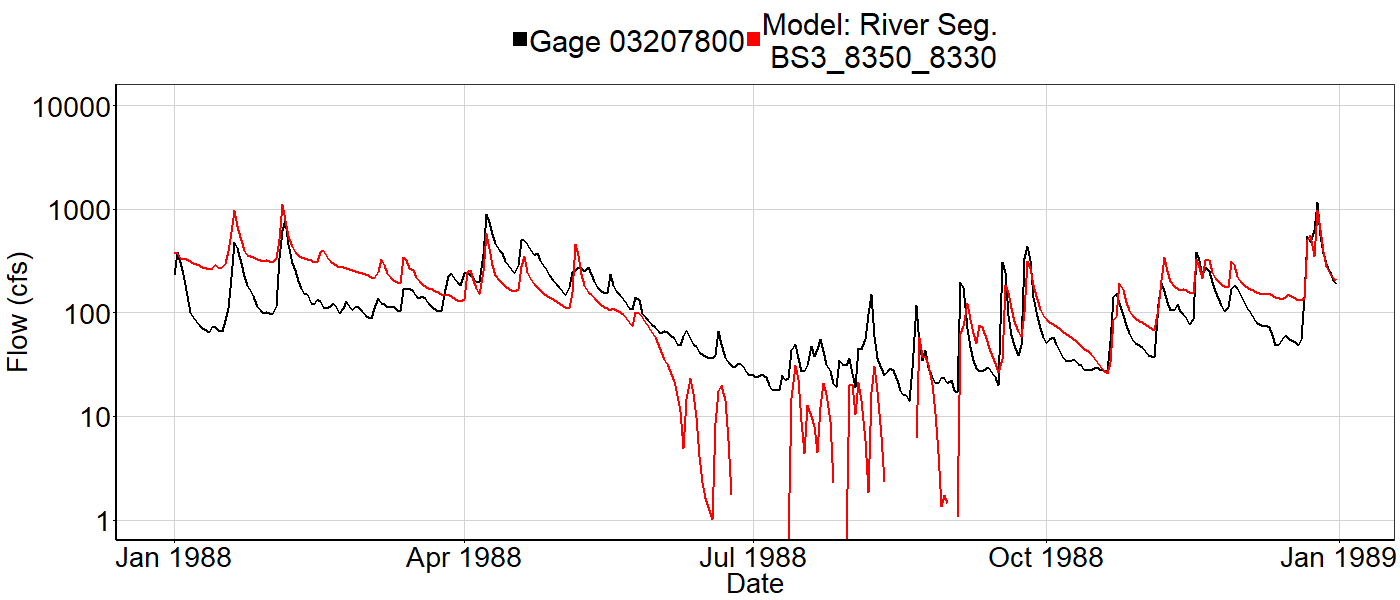 Gage 03207800
Model: River Seg.
BS3_8350_8330
10000
1000
100
10
1
Flow (cfs)
Jan 1988
Apr 1988
Jul 1988
Oct 1988
Jan 1989
Date